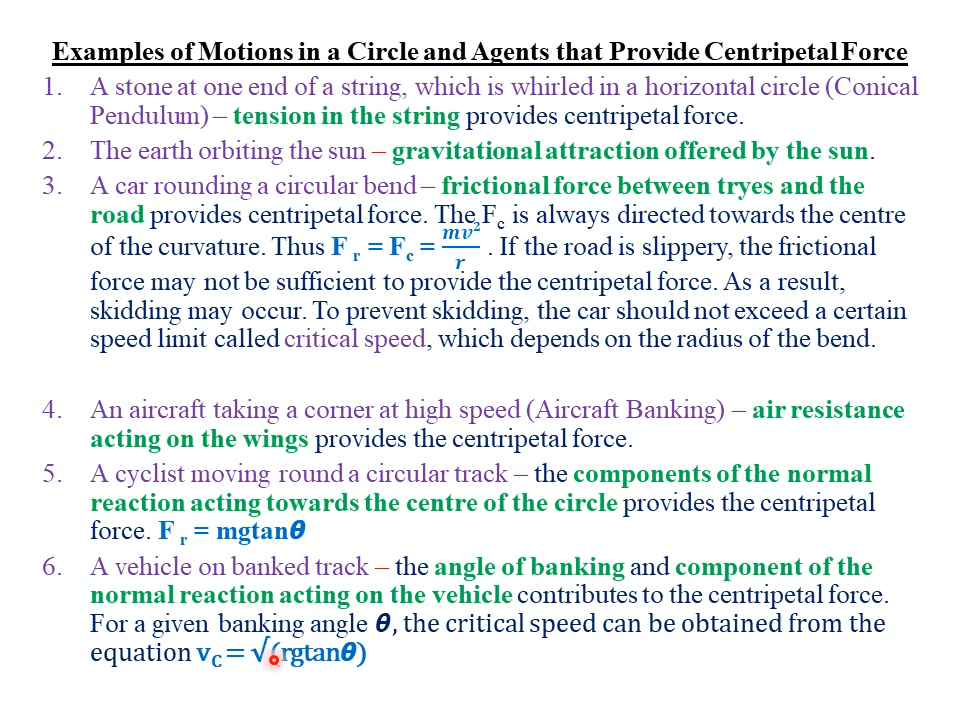 Examples of Motions in a Circle and Agents that Provide Centripetal Force
1. A stone at one end of a string, which is whirled in a horizontal circle (Conical
Pendulum) – tension in the string provides centripetal force.
2. The earth orbiting the sun – gravitational attraction offered by the sun.
3. A car rounding a circular bend – frictional force between tryes and the
road provides centripetal force. The F꜀ is always directed towards the centre
of the curvature. Thus F ᵣ = F꜀ = mv²/r . If the road is slippery, the frictional
force may not be sufficient to provide the centripetal force. As a result,
skidding may occur. To prevent skidding, the car should not exceed a certain
speed limit called critical speed, which depends on the radius of the bend.
4. An aircraft taking a corner at high speed (Aircraft Banking) – air resistance
acting on the wings provides the centripetal force.
5. A cyclist moving round a circular track – the components of the normal
reaction acting towards the centre of the circle provides the centripetal
force. F ᵣ = mgtanθ
6. A vehicle on banked track – the angle of banking and component of the
normal reaction acting on the vehicle contributes to the centripetal force.
For a given banking angle θ, the critical speed can be obtained from the
equation v_C = √(rgtanθ)